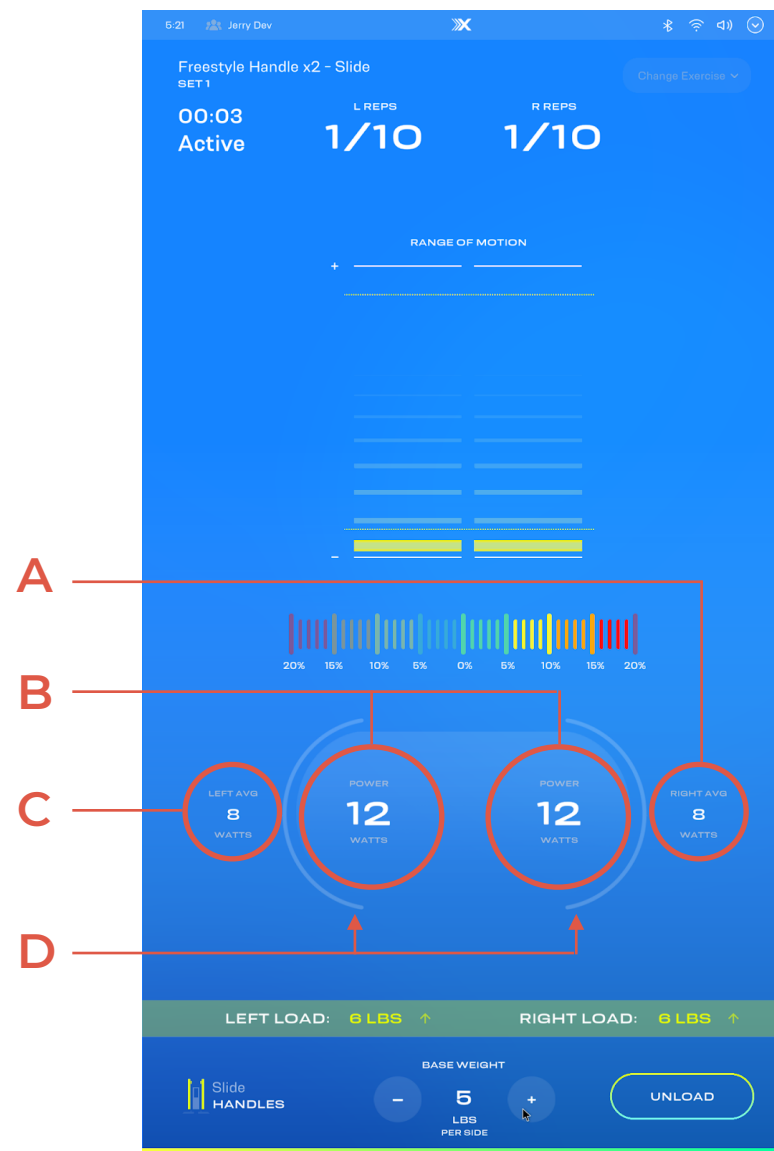 5:21 Jerry Dev
Freestyle Handle x2 - Slide
SET 1
Change Exercise
00:03
Active
L REPS
1/10
R REPS
1/10
RANGE OF MOTION
+
−
A
20% 15% 10% 5% 0% 5% 10% 15% 20%
B
C
LEFT AVG
8
WATTS
POWER
12
WATTS
POWER
12
WATTS
RIGHT AVG
8
WATTS
D
LEFT LOAD: 6 LBS ↑ RIGHT LOAD: 6 LBS ↑
Slide
HANDLES
BASE WEIGHT
− 5 +
LBS
PER SIDE
UNLOAD